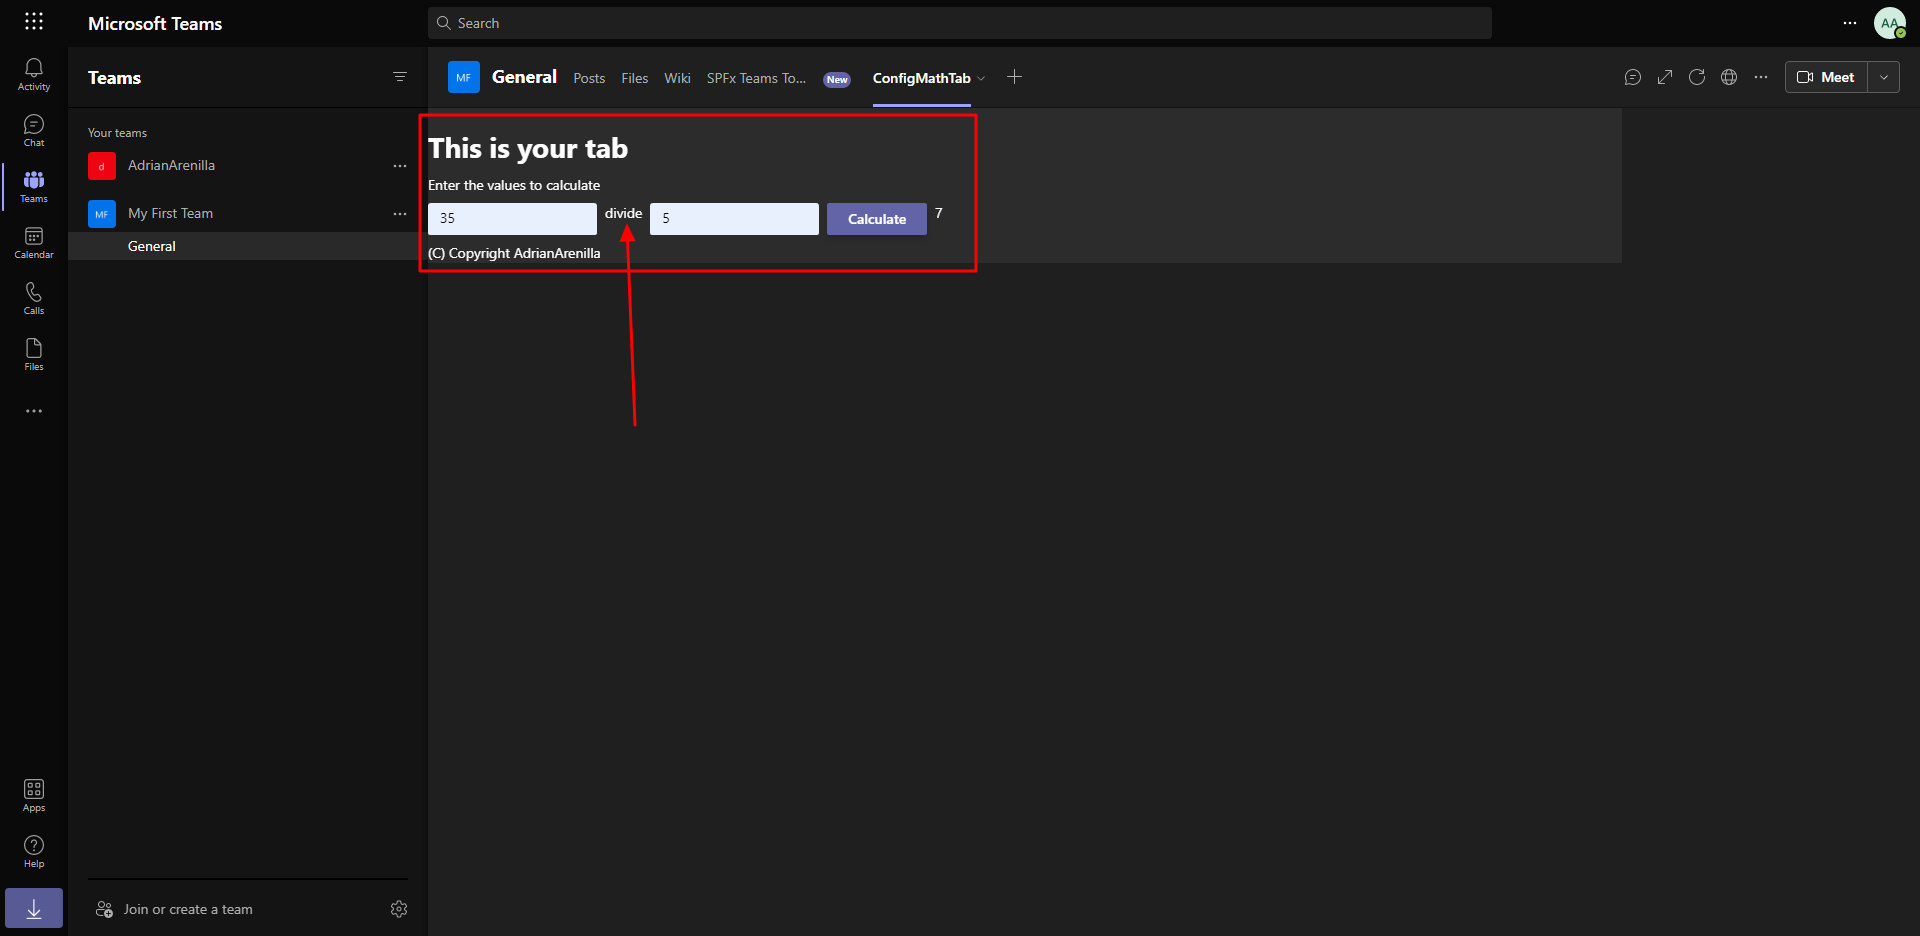 Microsoft Teams
Search
AA
Activity
Chat
Teams
Calendar
Calls
Files
Apps
Help
Teams
Your teams
d AdrianArenilla
MF My First Team
General
Join or create a team
MF General Posts Files Wiki SPFx Teams To... New ConfigMathTab
Meet
This is your tab
Enter the values to calculate
35 divide 5 Calculate 7
(C) Copyright AdrianArenilla